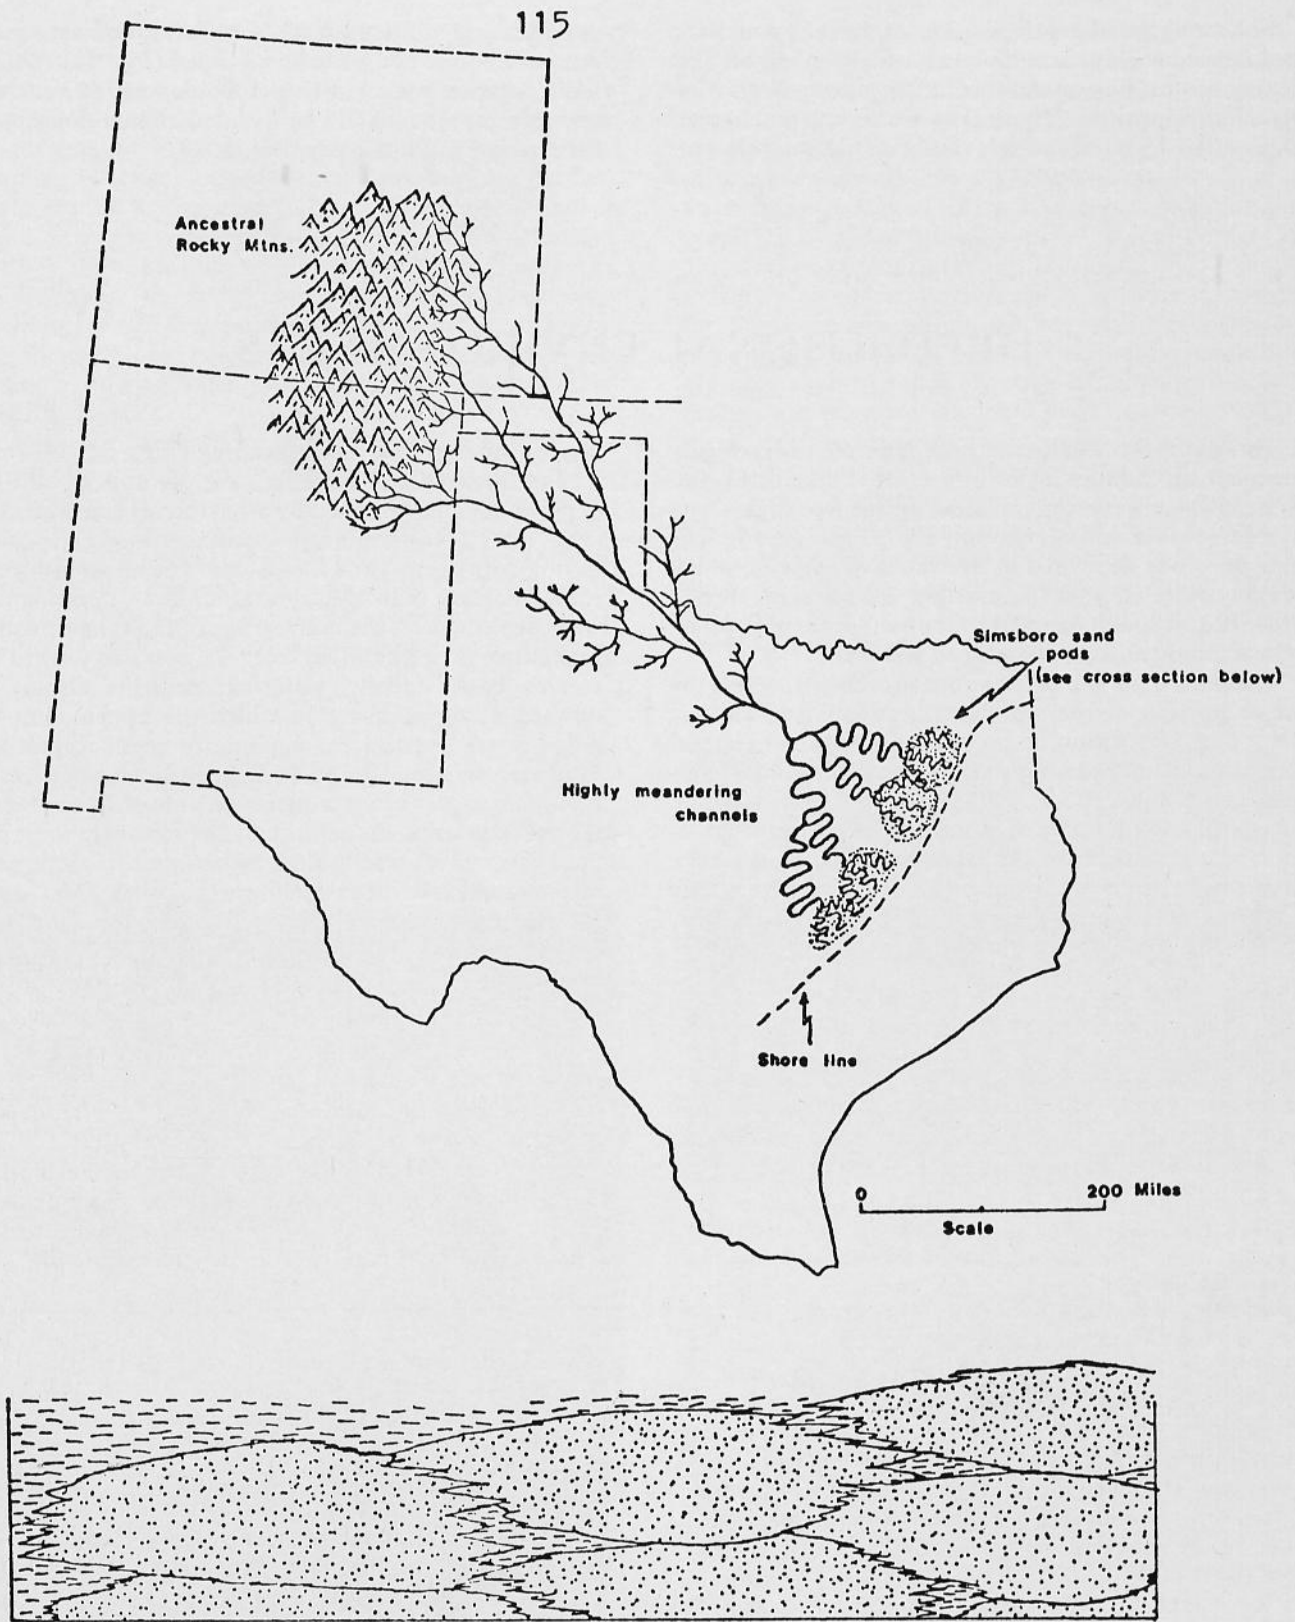 115
Ancestral
Rocky Mtns.
Simsboro sand
pods
(see cross section below)
Highly meandering
channels
Shore line
0 200 Miles
Scale